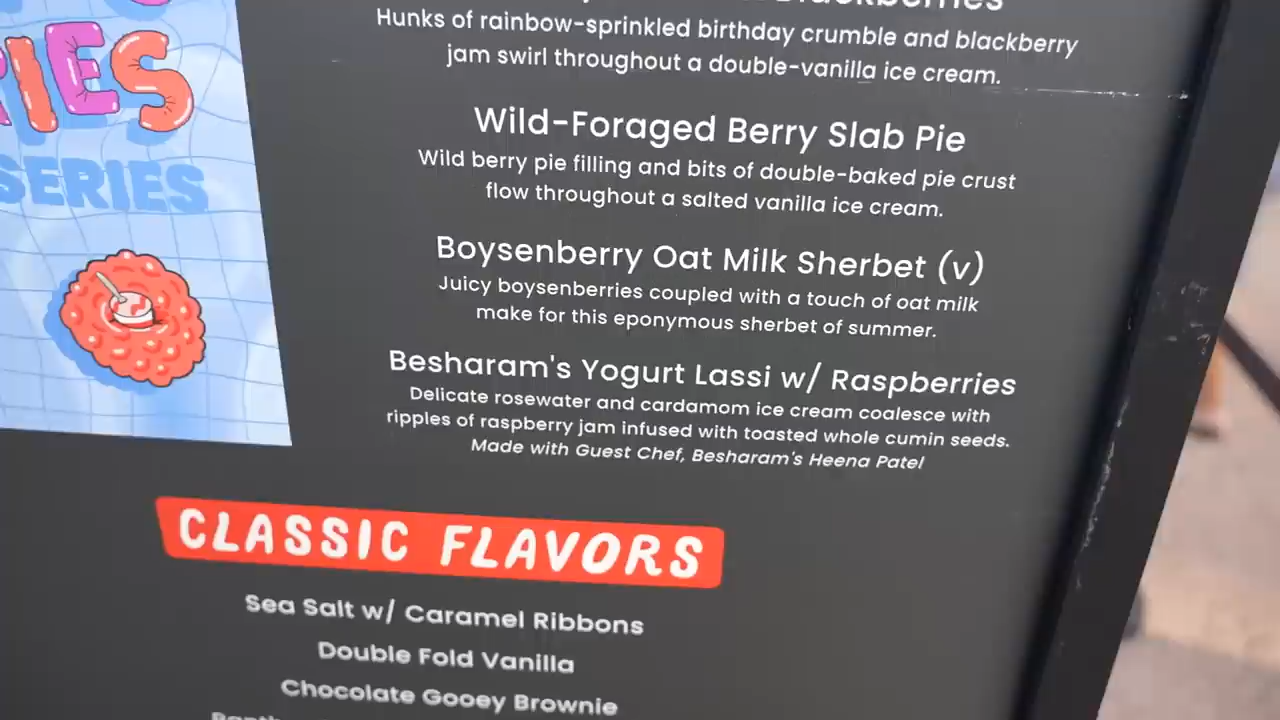 IES
SERIES
Blackberries
Hunks of rainbow-sprinkled birthday crumble and blackberry
jam swirl throughout a double-vanilla ice cream.
Wild-Foraged Berry Slab Pie
Wild berry pie filling and bits of double-baked pie crust
flow throughout a salted vanilla ice cream.
Boysenberry Oat Milk Sherbet (v)
Juicy boysenberries coupled with a touch of oat milk
make for this eponymous sherbet of summer.
Besharam's Yogurt Lassi w/ Raspberries
Delicate rosewater and cardamom ice cream coalesce with
ripples of raspberry jam infused with toasted whole cumin seeds.
Made with Guest Chef, Besharam's Heena Patel
CLASSIC FLAVORS
Sea Salt w/ Caramel Ribbons
Double Fold Vanilla
Chocolate Gooey Brownie